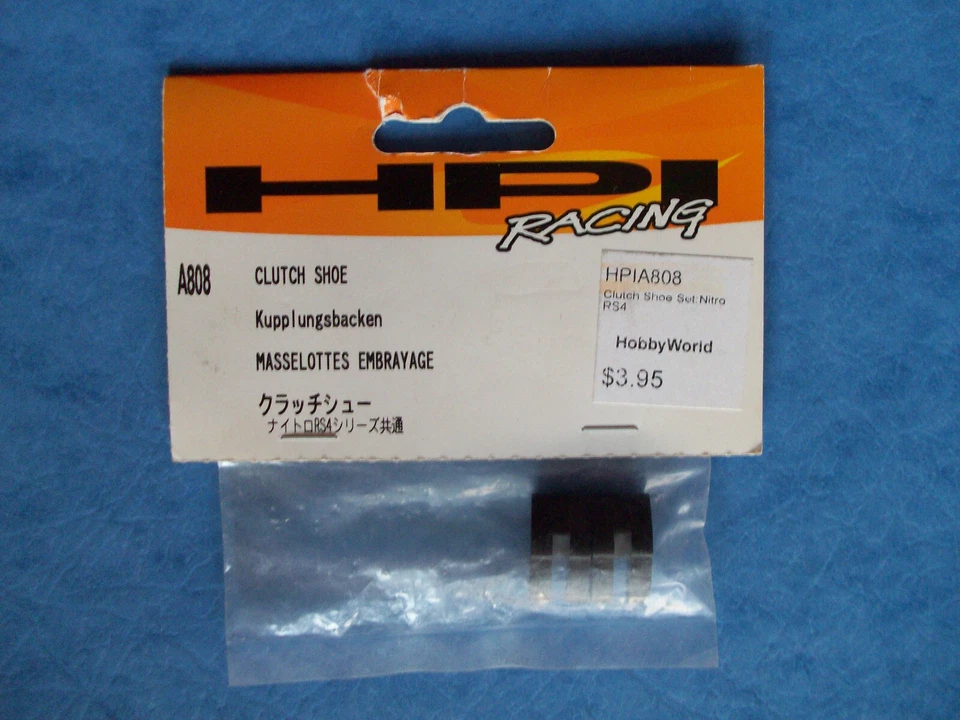 HPI
RACING
A808
CLUTCH SHOE
Kupplungsbacken
MASSELOTTES EMBRAYAGE
クラッチシュー
ナイトロRS4シリーズ共通
HPIA808
Clutch Shoe Set:Nitro
RS4
HobbyWorld
$3.95